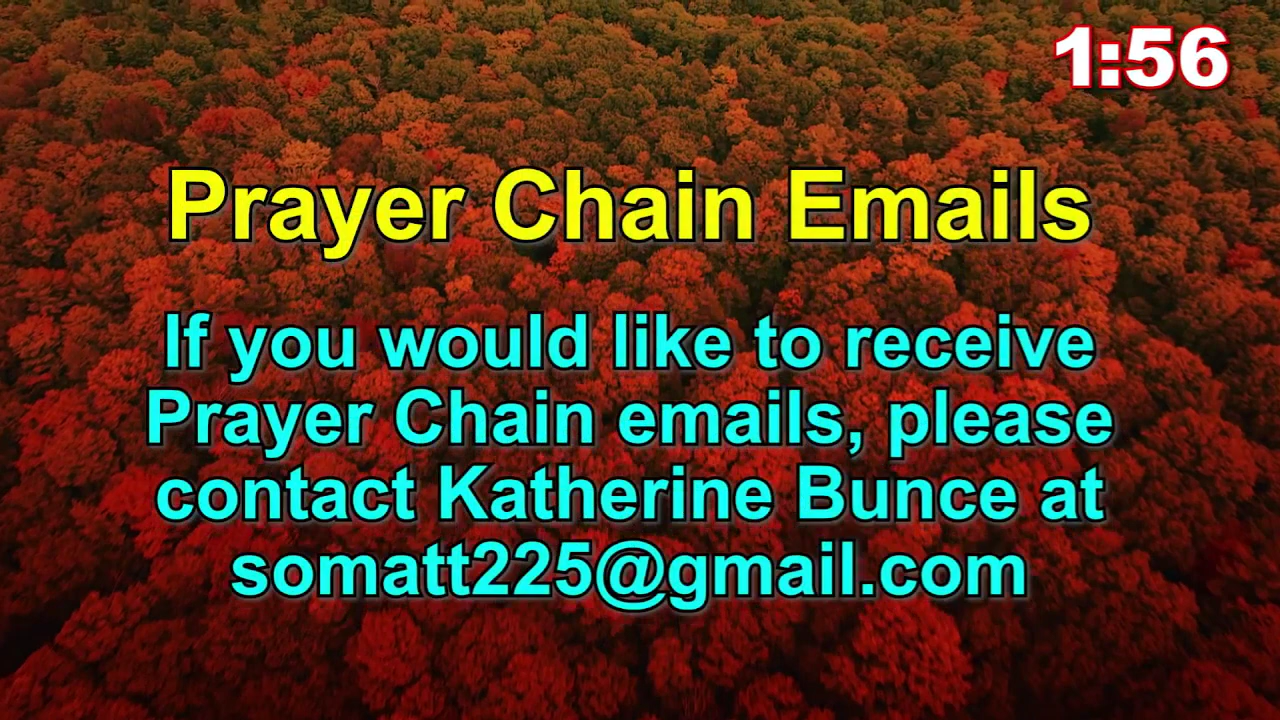 1:56
Prayer Chain Emails
If you would like to receive
Prayer Chain emails, please
contact Katherine Bunce at
somatt225@gmail.com